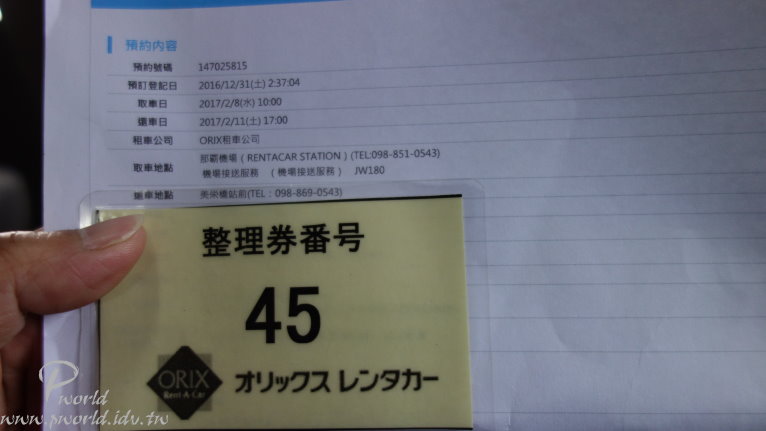 預約內容
預約號碼 147025815
預訂登記日 2016/12/31(土) 2:37:04
取車日 2017/2/8(水) 10:00
還車日 2017/2/11(土) 17:00
租車公司 ORIX租車公司
取車地點 那霸機場（RENTACAR STATION）(TEL:098-851-0543)
機場接送服務 （機場接送服務） JW180
還車地點 美榮橋站前(TEL：098-869-0543)
整理券番号
45
ORIX
Rent-A-Car
オリックス レンタカー
P world
www.pworld.idv.tw